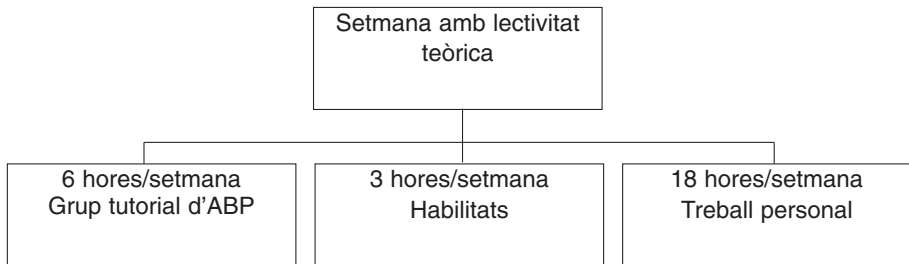 Setmana amb lectivitat
teòrica
6 hores/setmana
Grup tutorial d'ABP
3 hores/setmana
Habilitats
18 hores/setmana
Treball personal